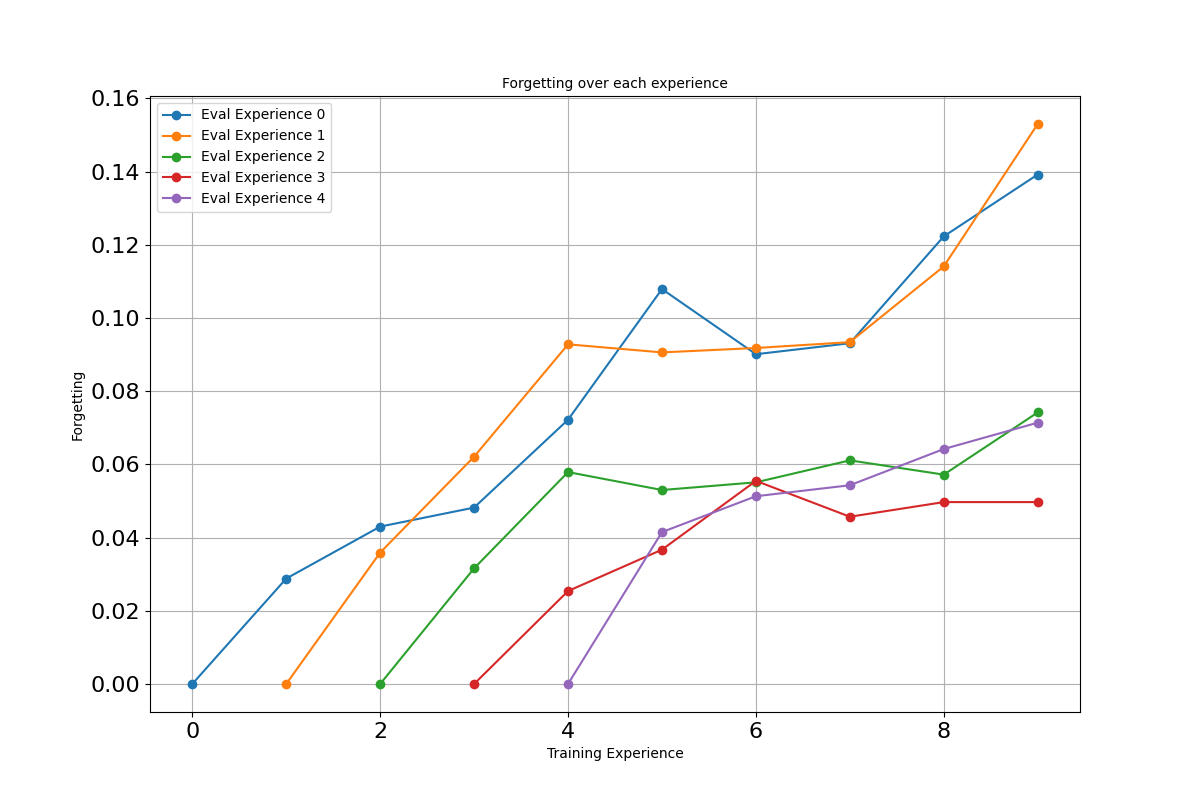 Forgetting over each experience
0.16
0.14
0.12
0.10
0.08
0.06
0.04
0.02
0.00
Forgetting
Eval Experience 0
Eval Experience 1
Eval Experience 2
Eval Experience 3
Eval Experience 4
0 2 4 6 8
Training Experience